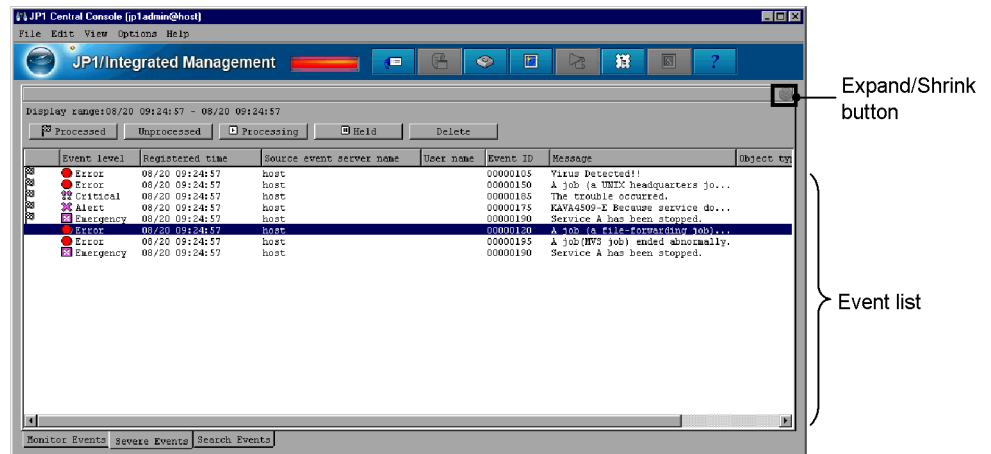 JP1 Central Console (jp1admin@host)
File Edit View Options Help
JP1/Integrated Management
?
Expand/Shrink
button
Display range:08/20 09:24:57 - 08/20 09:24:57
Processed Unprocessed Processing Held Delete
Event level Registered time Source event server name User name Event ID Message Object typ
Error 08/20 09:24:57 host 00000105 Virus Detected!!
Error 08/20 09:24:57 host 00000150 A job (a UNIX headquarters jo...
Critical 08/20 09:24:57 host 00000185 The trouble occurred.
Alert 08/20 09:24:57 host 00000175 KAVA4509-E Because service do...
Emergency 08/20 09:24:57 host 00000190 Service A has been stopped.
Error 08/20 09:24:57 host 00000120 A job (a file-forwarding job)...
Error 08/20 09:24:57 host 00000195 A job(MVS job) ended abnormally.
Emergency 08/20 09:24:57 host 00000190 Service A has been stopped.
Event list
Monitor Events Severe Events Search Events